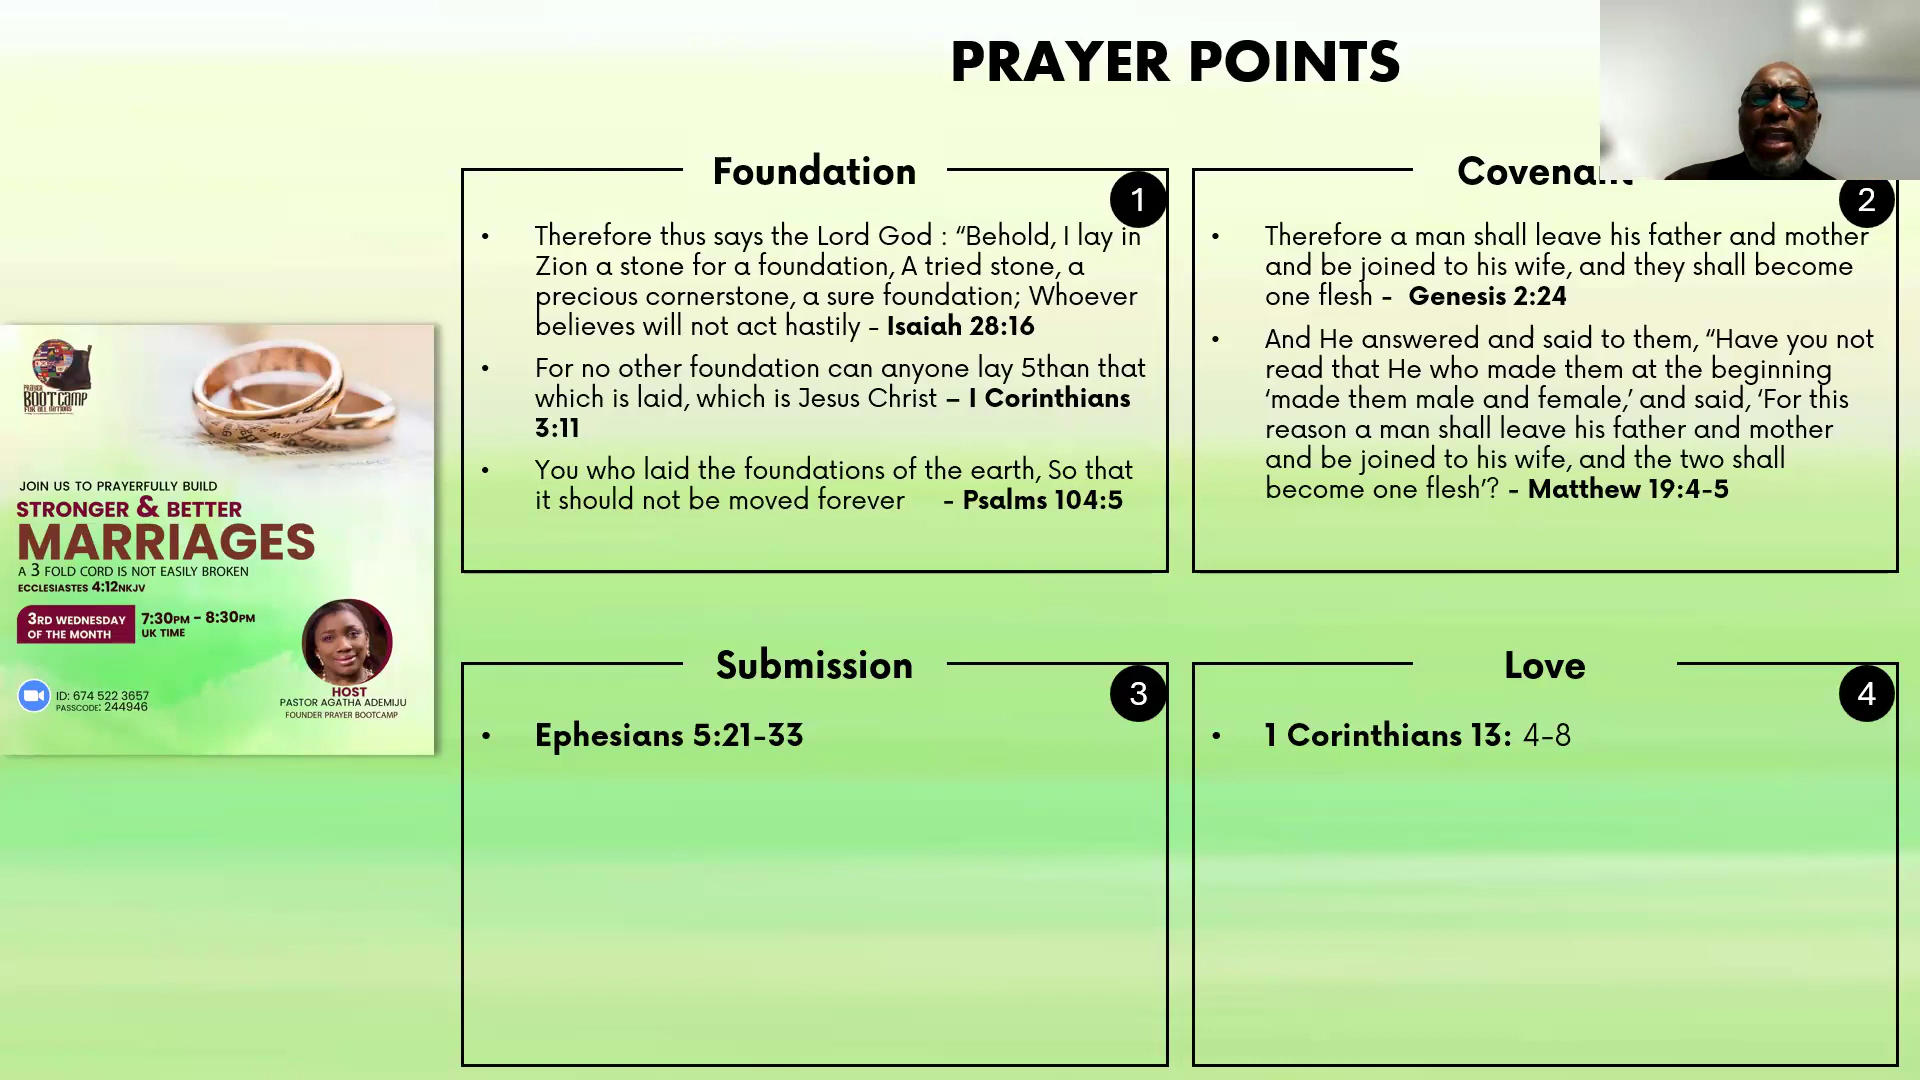 PRAYER POINTS
Foundation
1
• Therefore thus says the Lord God : “Behold, I lay in
Zion a stone for a foundation, A tried stone, a
precious cornerstone, a sure foundation; Whoever
believes will not act hastily - Isaiah 28:16
• For no other foundation can anyone lay 5than that
which is laid, which is Jesus Christ – I Corinthians
3:11
• You who laid the foundations of the earth, So that
it should not be moved forever - Psalms 104:5
Covenant
2
• Therefore a man shall leave his father and mother
and be joined to his wife, and they shall become
one flesh - Genesis 2:24
• And He answered and said to them, “Have you not
read that He who made them at the beginning
‘made them male and female,’ and said, ‘For this
reason a man shall leave his father and mother
and be joined to his wife, and the two shall
become one flesh’? - Matthew 19:4-5
PRAYER
BOOTCAMP
FOR ALL NATIONS
JOIN US TO PRAYERFULLY BUILD
STRONGER & BETTER
MARRIAGES
A 3 FOLD CORD IS NOT EASILY BROKEN
ECCLESIASTES 4:12NKJV
3RD WEDNESDAY
OF THE MONTH
7:30PM - 8:30PM
UK TIME
ID: 674 522 3657
PASSCODE: 244946
HOST
PASTOR AGATHA ADEMIJU
FOUNDER PRAYER BOOTCAMP
Submission
3
• Ephesians 5:21-33
Love
4
• 1 Corinthians 13: 4-8